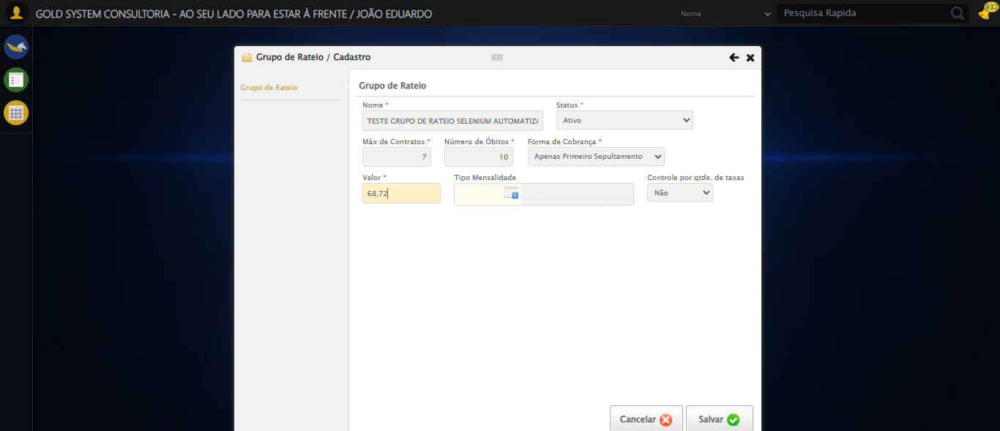 GOLD SYSTEM CONSULTORIA - AO SEU LADO PARA ESTAR À FRENTE / JOÃO EDUARDO
Nome
Pesquisa Rapida
932
Grupo de Rateio / Cadastro
Grupo de Rateio
Grupo de Rateio
Nome *
Status *
TESTE GRUPO DE RATEIO SELENIUM AUTOMATIZA
Ativo
Máx de Contratos *
Número de Óbitos *
Forma de Cobrança *
7
10
Apenas Primeiro Sepultamento
Valor *
Tipo Mensalidade
Controle por qtde. de taxas
68,72
Não
Cancelar
Salvar